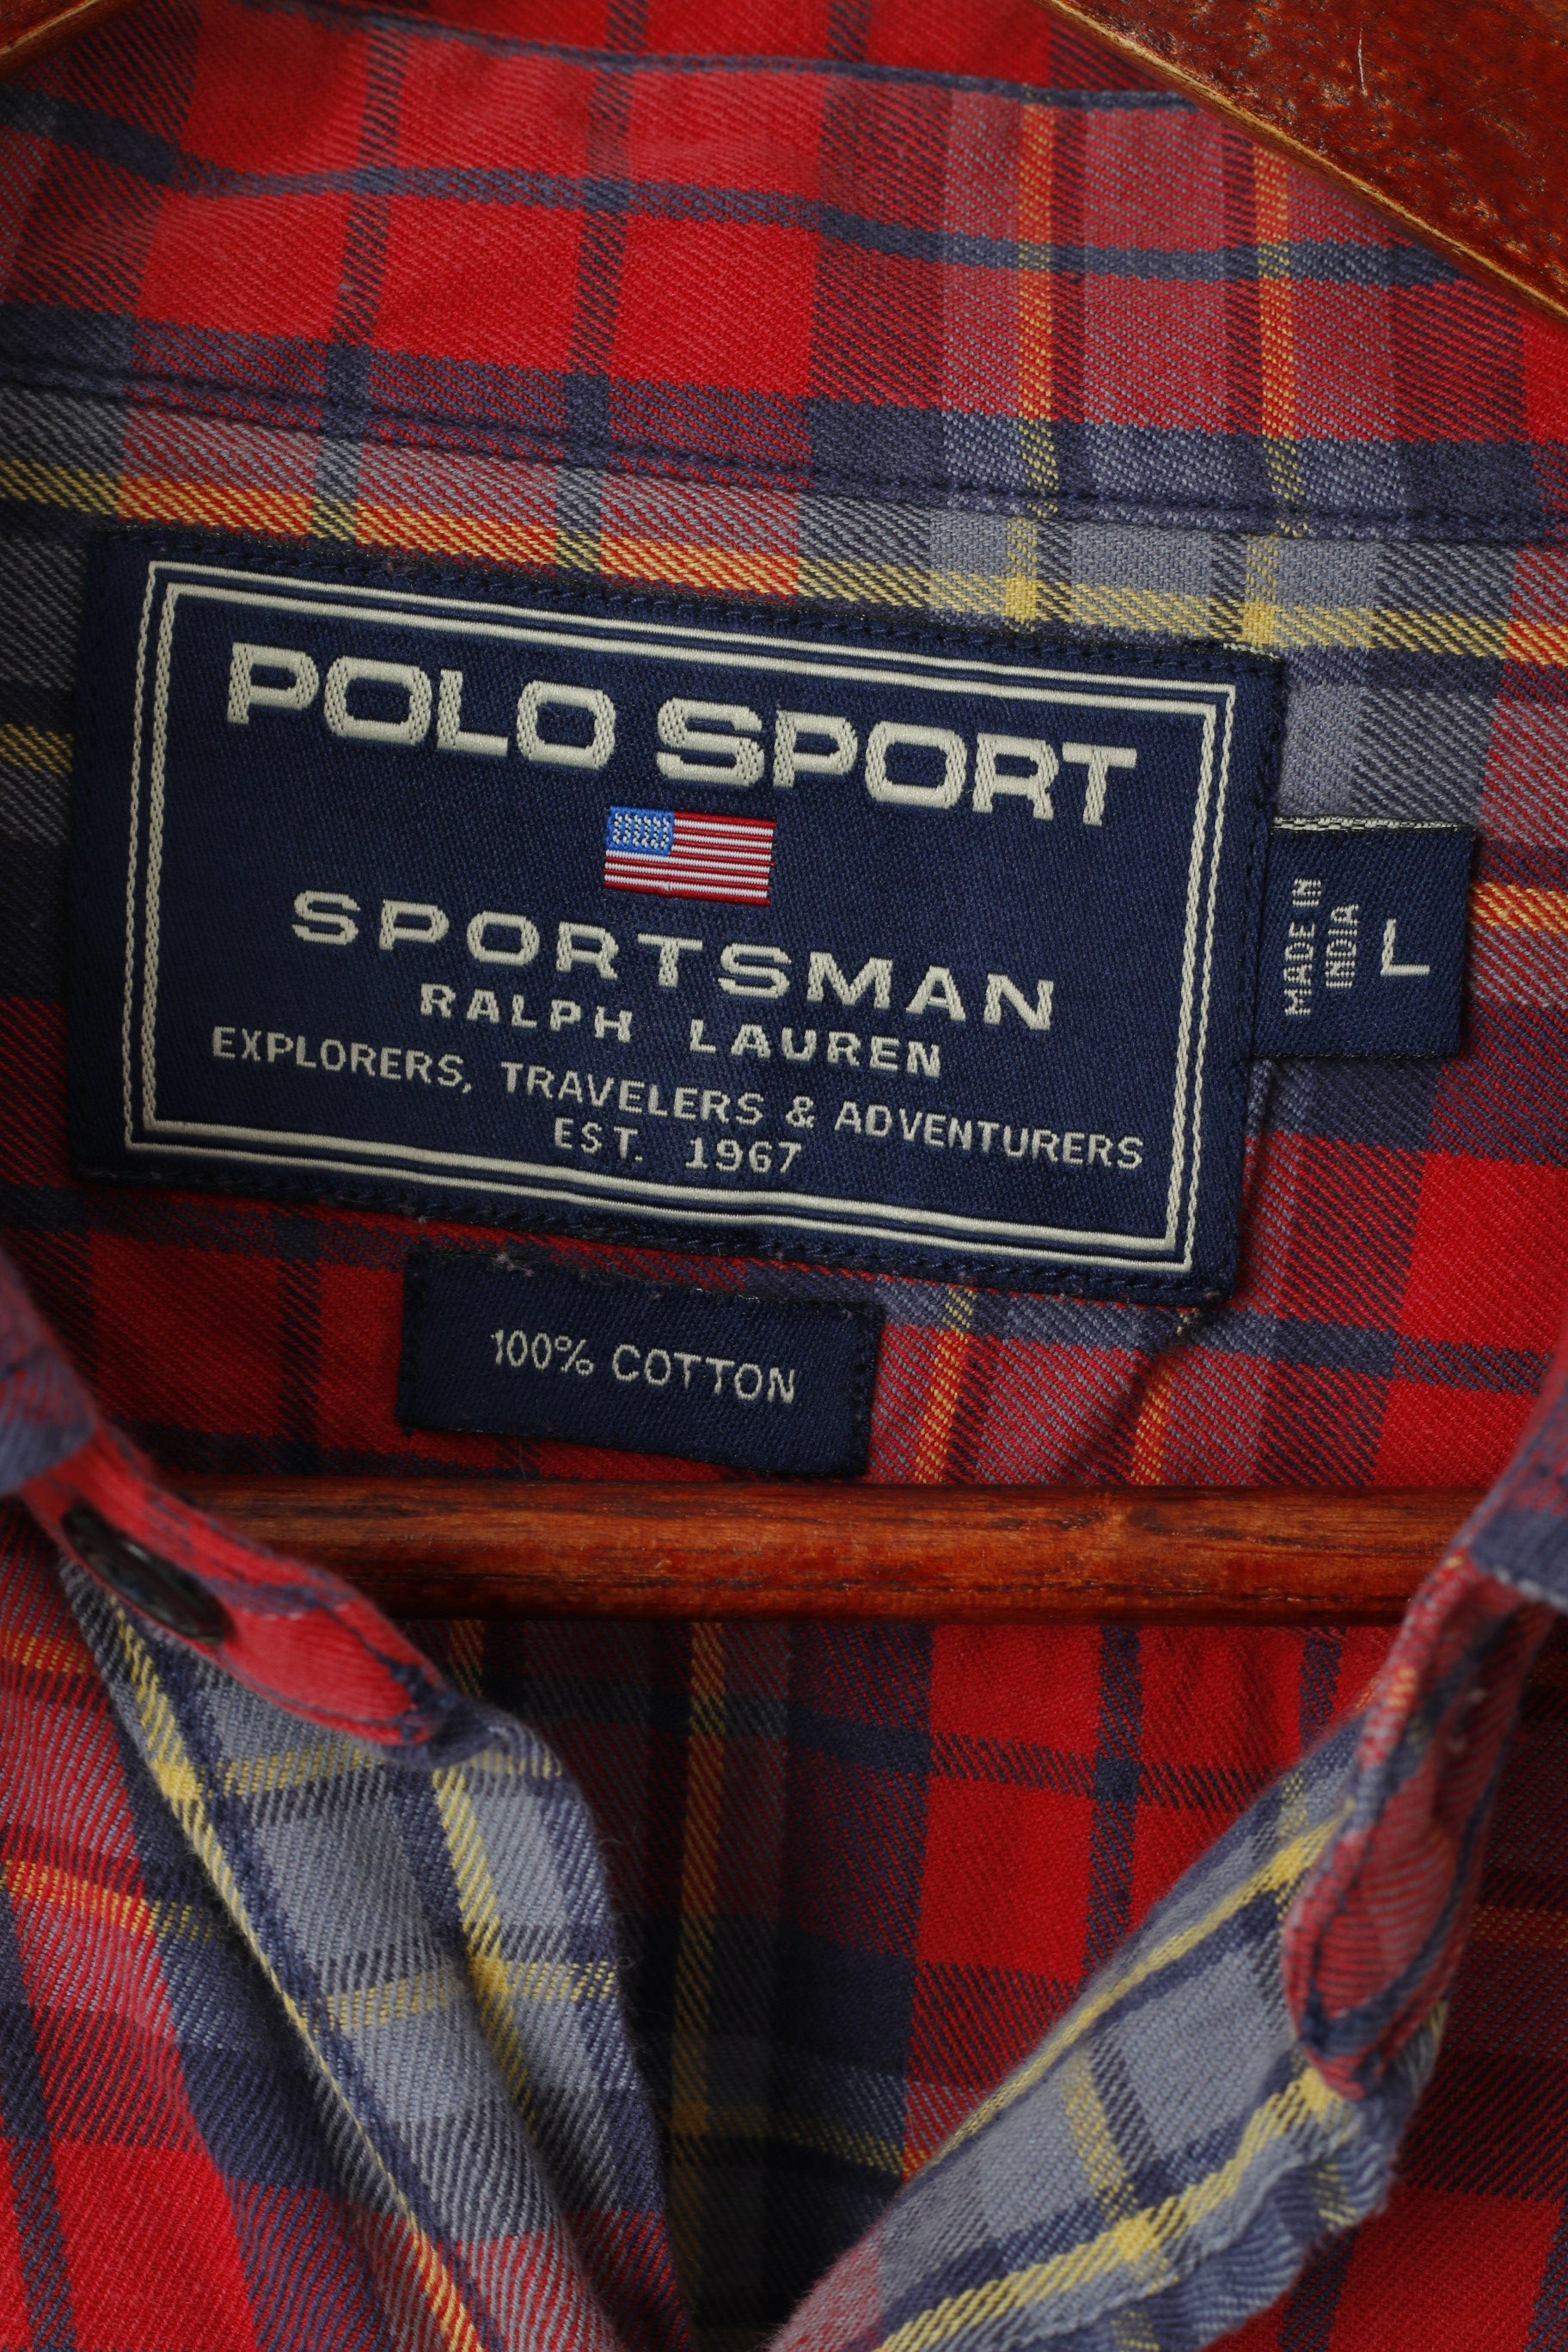 POLO SPORT
SPORTSMAN
RALPH LAUREN
EXPLORERS, TRAVELERS & ADVENTURERS
EST. 1967
MADE IN
INDIA
L
100% COTTON